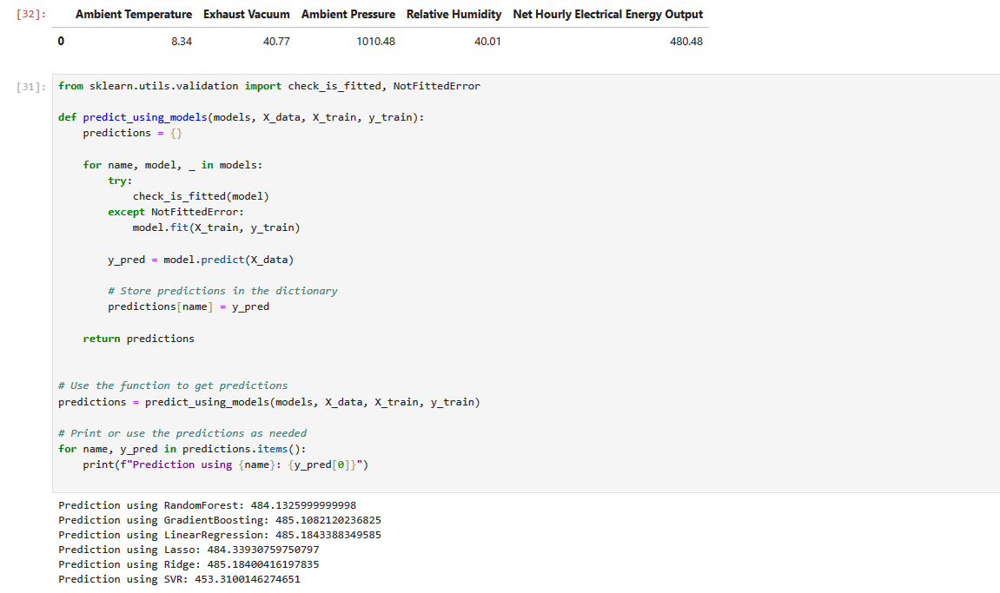 [32]: Ambient Temperature Exhaust Vacuum Ambient Pressure Relative Humidity Net Hourly Electrical Energy Output
0 8.34 40.77 1010.48 40.01 480.48
[31]: from sklearn.utils.validation import check_is_fitted, NotFittedError
def predict_using_models(models, X_data, X_train, y_train):
    predictions = {}
    for name, model, _ in models:
        try:
            check_is_fitted(model)
        except NotFittedError:
            model.fit(X_train, y_train)
        y_pred = model.predict(X_data)
        # Store predictions in the dictionary
        predictions[name] = y_pred
    return predictions
# Use the function to get predictions
predictions = predict_using_models(models, X_data, X_train, y_train)
# Print or use the predictions as needed
for name, y_pred in predictions.items():
    print(f"Prediction using {name}: {y_pred[0]}")
Prediction using RandomForest: 484.1325999999998
Prediction using GradientBoosting: 485.1082120236825
Prediction using LinearRegression: 485.1843388349585
Prediction using Lasso: 484.33930759750797
Prediction using Ridge: 485.18400416197835
Prediction using SVR: 453.3100146274651